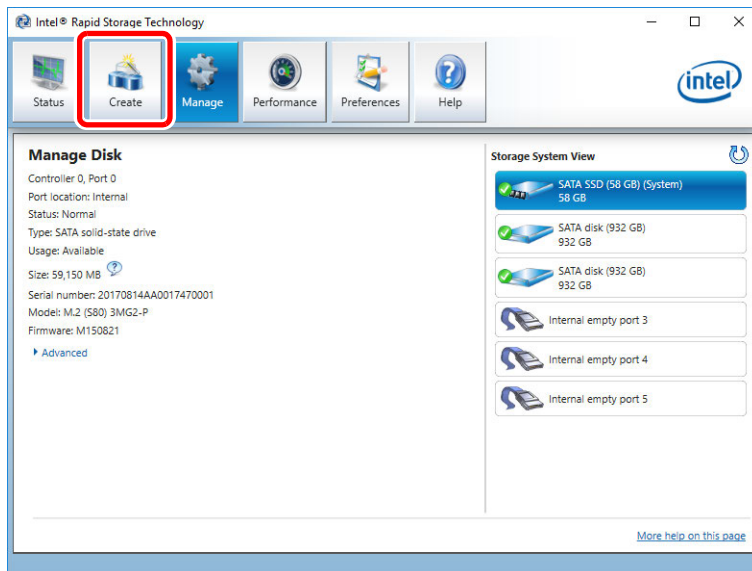 Intel® Rapid Storage Technology
Status
Create
Manage
Performance
Preferences
Help
intel
Manage Disk
Controller 0, Port 0
Port location: Internal
Status: Normal
Type: SATA solid-state drive
Usage: Available
Size: 59,150 MB ?
Serial number: 20170814AA0017470001
Model: M.2 (S80) 3MG2-P
Firmware: M150821
Advanced
Storage System View
SATA SSD (58 GB) (System)
58 GB
SATA disk (932 GB)
932 GB
SATA disk (932 GB)
932 GB
Internal empty port 3
Internal empty port 4
Internal empty port 5
More help on this page